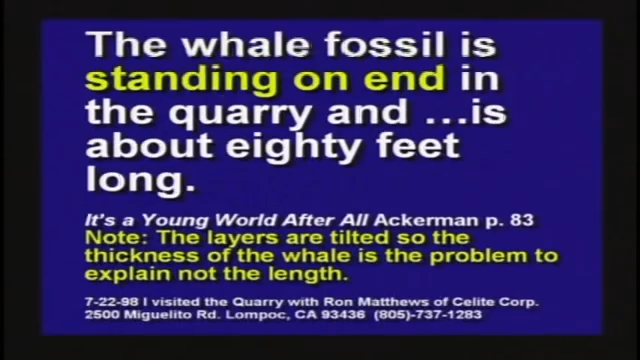 The whale fossil is
standing on end in
the quarry and ...is
about eighty feet
long.
It's a Young World After All Ackerman p. 83
Note: The layers are tilted so the
thickness of the whale is the problem to
explain not the length.
7-22-98 I visited the Quarry with Ron Matthews of Celite Corp.
2500 Miguelito Rd. Lompoc, CA 93436 (805)-737-1283